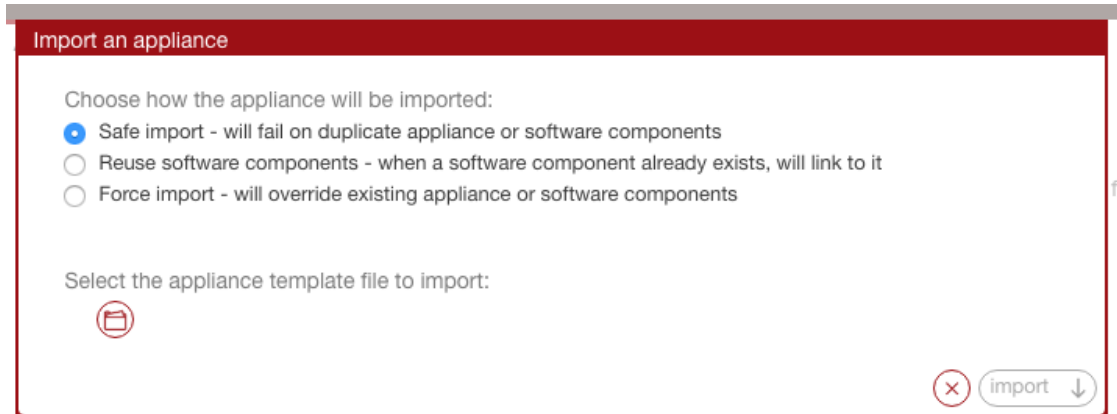 Import an appliance
Choose how the appliance will be imported:
Safe import - will fail on duplicate appliance or software components
Reuse software components - when a software component already exists, will link to it
Force import - will override existing appliance or software components
f
Select the appliance template file to import:
import